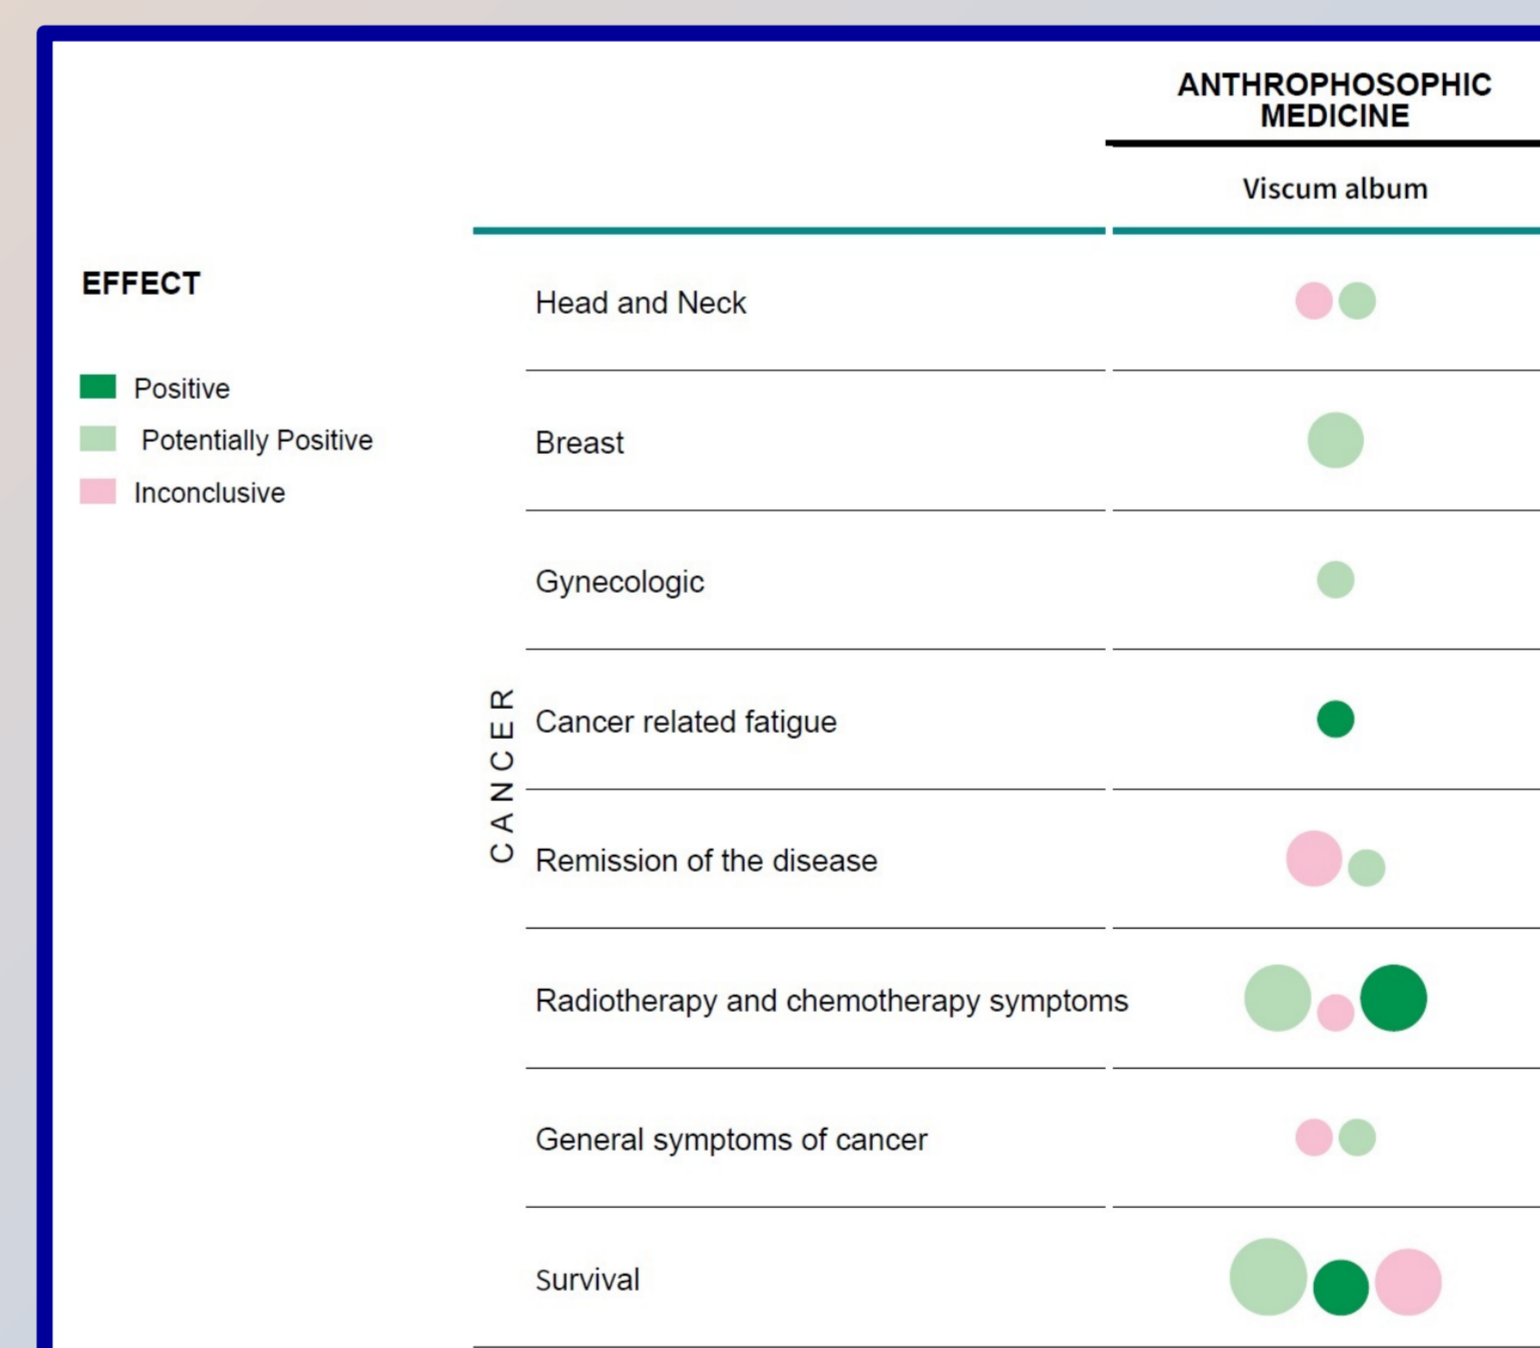 ANTHROPHOSOPHIC
MEDICINE
Viscum album
EFFECT
Positive
Potentially Positive
Inconclusive
CANCER
Head and Neck
Breast
Gynecologic
Cancer related fatigue
Remission of the disease
Radiotherapy and chemotherapy symptoms
General symptoms of cancer
Survival